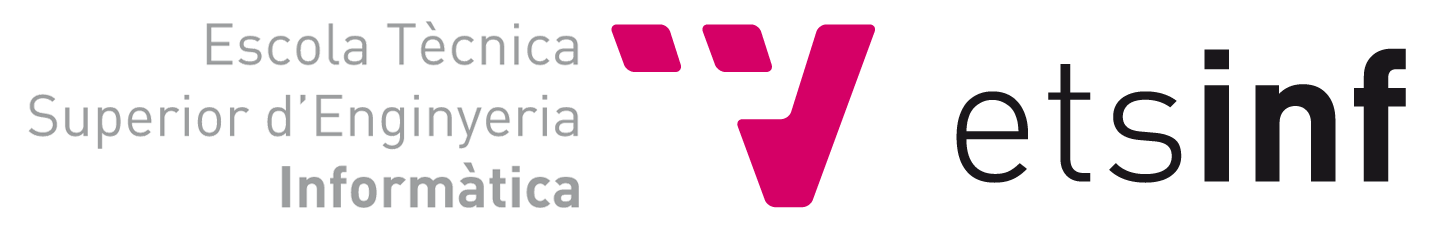 Escola Tècnica
Superior d’Enginyeria
Informàtica
etsinf